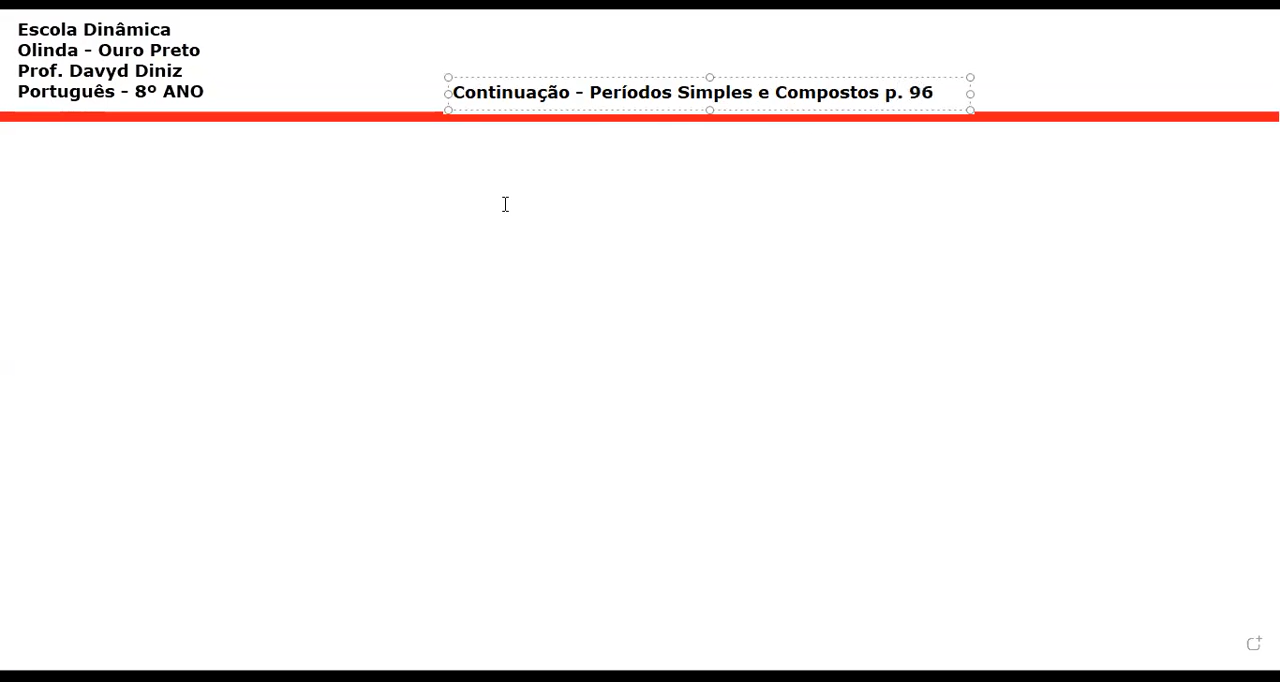 Escola Dinâmica
Olinda - Ouro Preto
Prof. Davyd Diniz
Português - 8º ANO
Continuação - Períodos Simples e Compostos p. 96